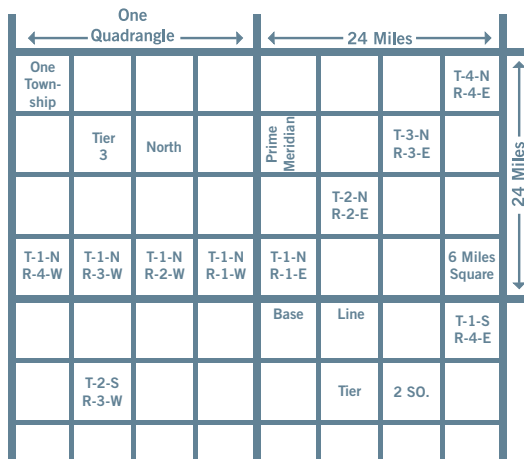 One
Quadrangle
24 Miles
One
Town-
ship
T-4-N
R-4-E
Tier
3
North
Prime
Meridian
T-3-N
R-3-E
24 Miles
T-2-N
R-2-E
T-1-N
R-4-W
T-1-N
R-3-W
T-1-N
R-2-W
T-1-N
R-1-W
T-1-N
R-1-E
6 Miles
Square
Base
Line
T-1-S
R-4-E
T-2-S
R-3-W
Tier
2 SO.